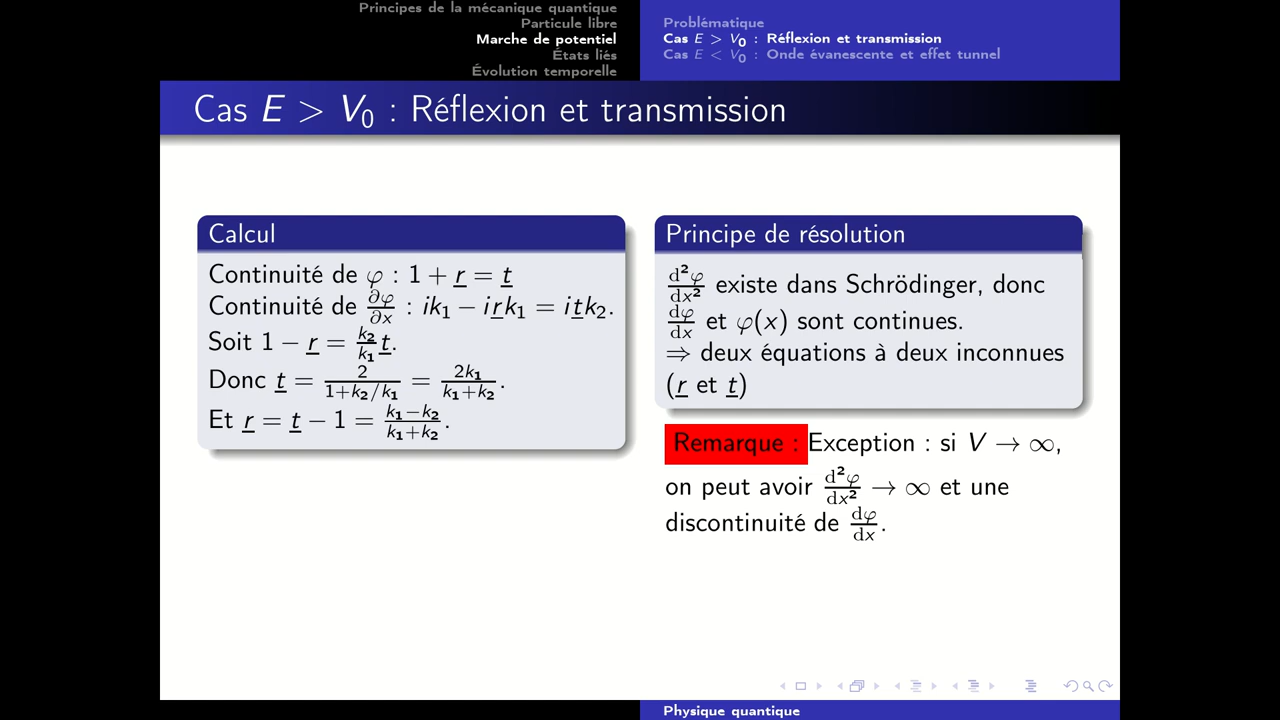 Principes de la mécanique quantique
Particule libre
Marche de potentiel
États liés
Évolution temporelle
Problématique
Cas E > V₀ : Réflexion et transmission
Cas E < V₀ : Onde évanescente et effet tunnel
Cas E > V₀ : Réflexion et transmission
Calcul
Continuité de φ : 1 + r = t
Continuité de ∂φ/∂x : ik₁ − irk₁ = itk₂.
Soit 1 − r = k₂/k₁ t.
Donc t = 2/(1+k₂/k₁) = 2k₁/(k₁+k₂).
Et r = t − 1 = (k₁−k₂)/(k₁+k₂).
Principe de résolution
d²φ/dx² existe dans Schrödinger, donc
dφ/dx et φ(x) sont continues.
⇒ deux équations à deux inconnues
(r et t)
Remarque : Exception : si V → ∞,
on peut avoir d²φ/dx² → ∞ et une
discontinuité de dφ/dx.
Physique quantique